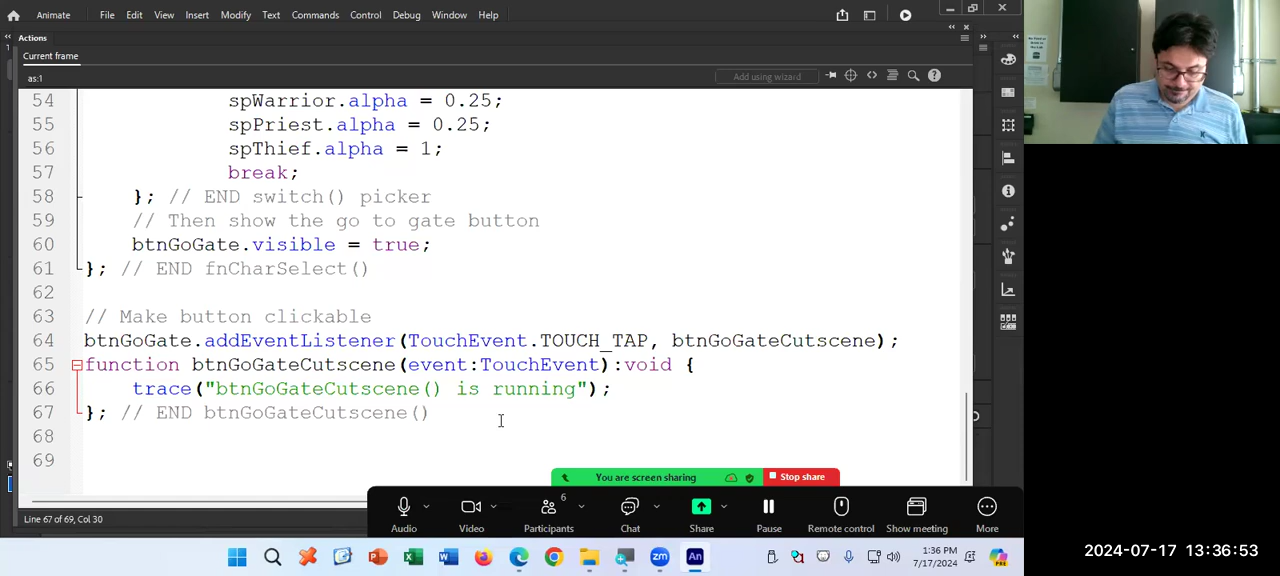 Animate File Edit View Insert Modify Text Commands Control Debug Window Help
Actions
Current frame
as:1
Add using wizard
54 spWarrior.alpha = 0.25;
55 spPriest.alpha = 0.25;
56 spThief.alpha = 1;
57 break;
58 }; // END switch() picker
59 // Then show the go to gate button
60 btnGoGate.visible = true;
61 }; // END fnCharSelect()
62
63 // Make button clickable
64 btnGoGate.addEventListener(TouchEvent.TOUCH_TAP, btnGoGateCutscene);
65 function btnGoGateCutscene(event:TouchEvent):void {
66 trace("btnGoGateCutscene() is running");
67 }; // END btnGoGateCutscene()
68
69
You are screen sharing Stop share
6
Audio Video Participants Chat Share Pause Remote control Show meeting More
Line 67 of 69, Col 30
zm An
1:36 PM
7/17/2024
2024-07-17 13:36:53